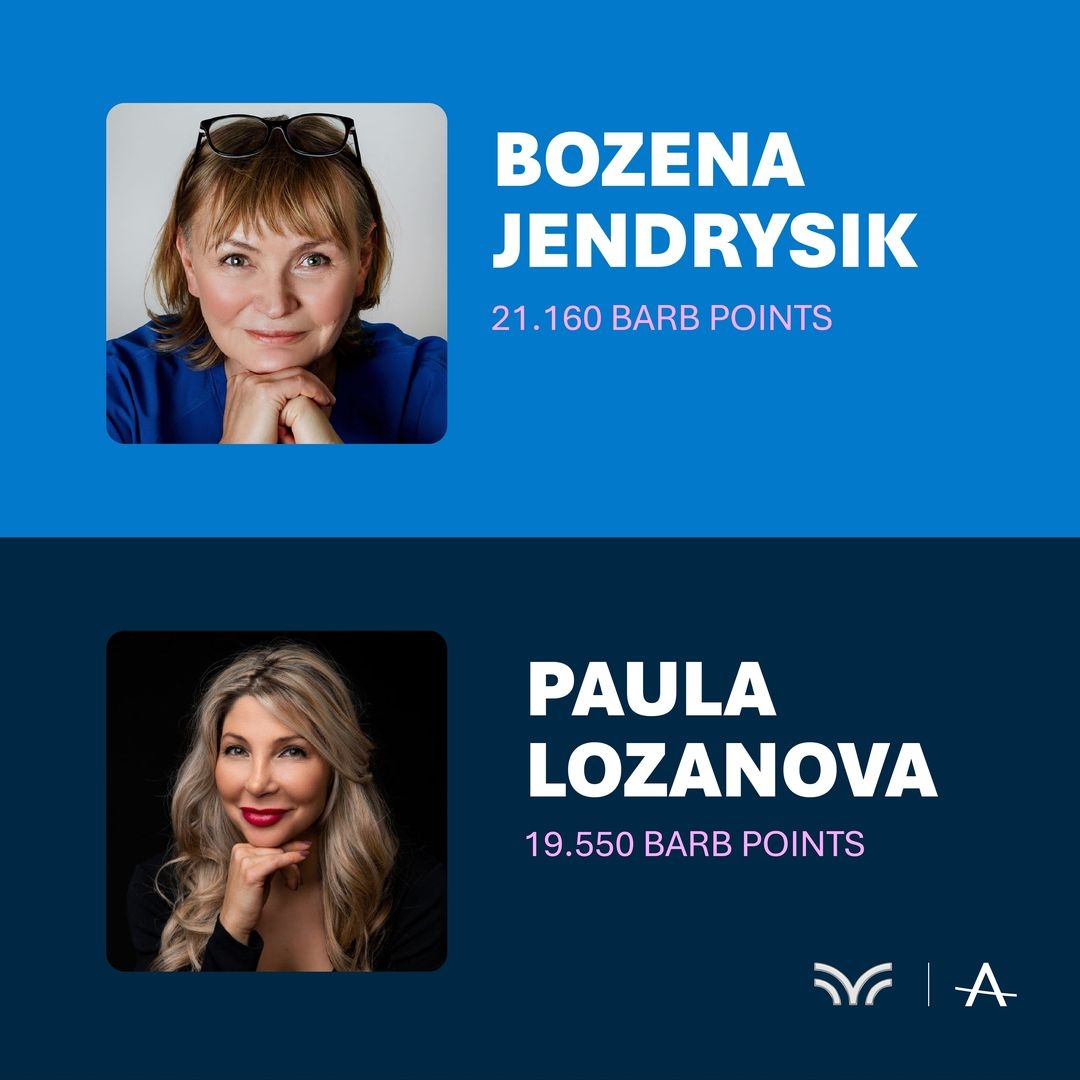 BOZENA
JENDRYSIK
21.160 BARB POINTS
PAULA
LOZANOVA
19.550 BARB POINTS